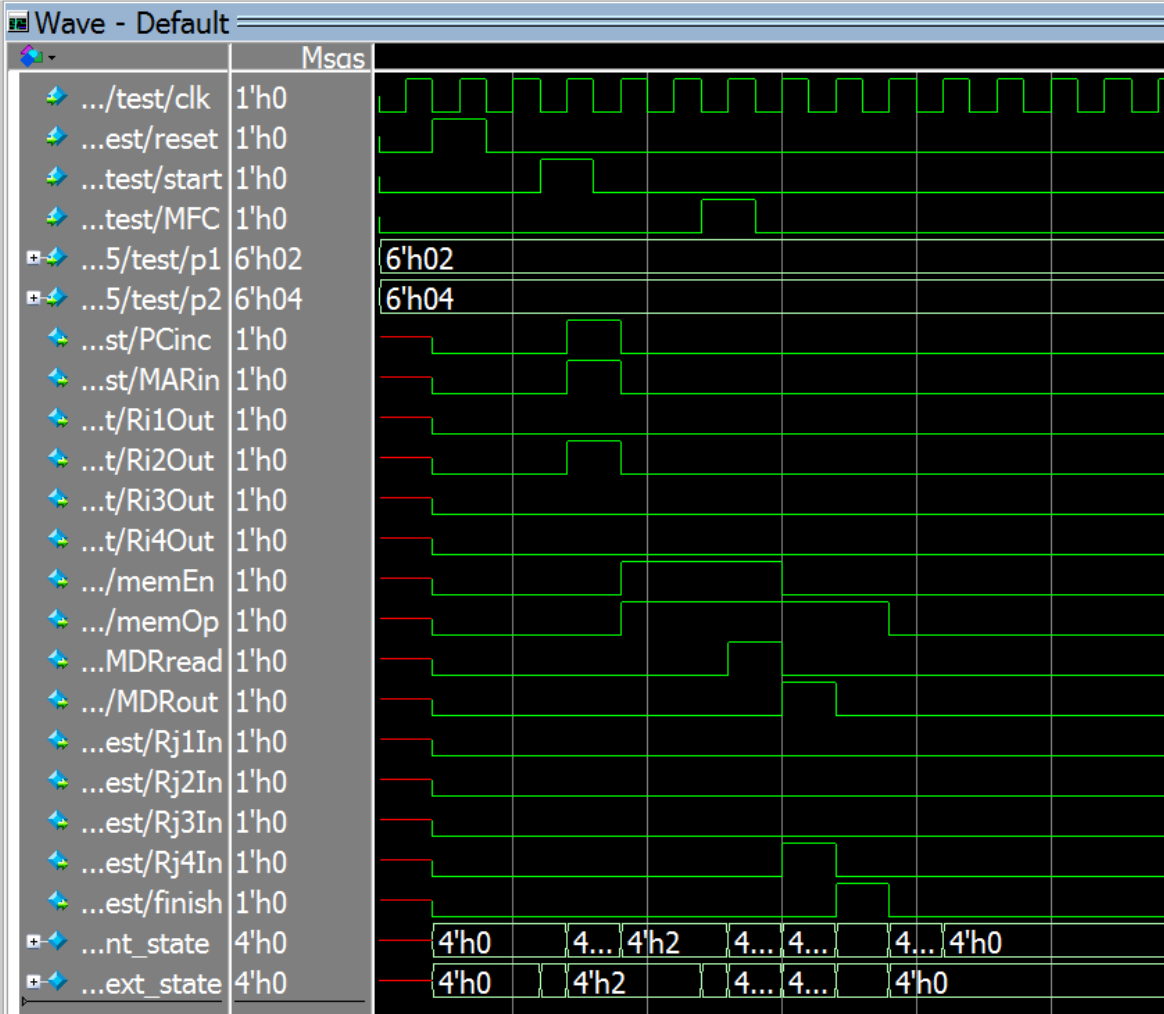 Wave - Default
Msgs
.../test/clk 1'h0
...est/reset 1'h0
...test/start 1'h0
...test/MFC 1'h0
...5/test/p1 6'h02 6'h02
...5/test/p2 6'h04 6'h04
...st/PCinc 1'h0
...st/MARin 1'h0
...t/Ri1Out 1'h0
...t/Ri2Out 1'h0
...t/Ri3Out 1'h0
...t/Ri4Out 1'h0
.../memEn 1'h0
.../memOp 1'h0
...MDRread 1'h0
.../MDRout 1'h0
...est/Rj1In 1'h0
...est/Rj2In 1'h0
...est/Rj3In 1'h0
...est/Rj4In 1'h0
...est/finish 1'h0
...nt_state 4'h0 4'h0 4... 4'h2 4... 4... 4... 4'h0
...ext_state 4'h0 4'h0 4'h2 4... 4... 4'h0